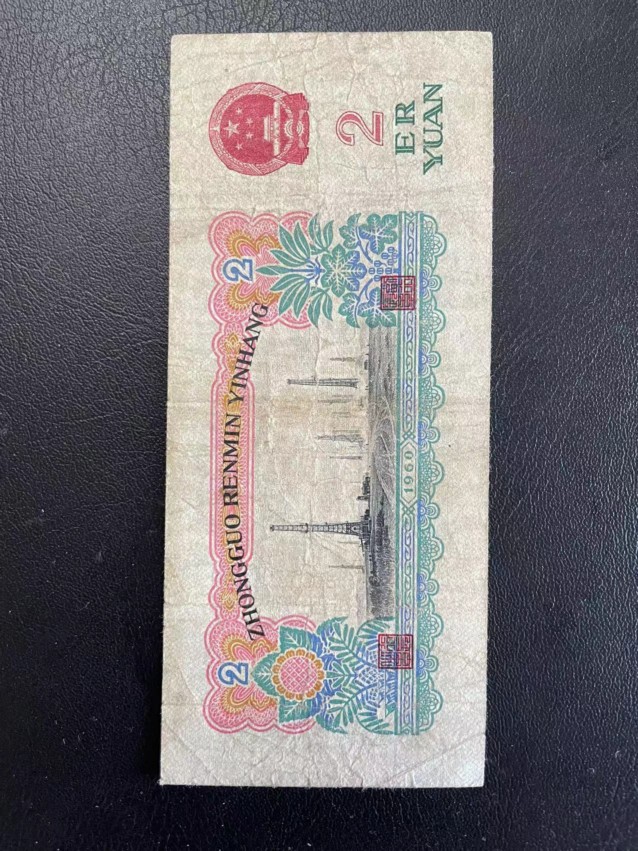 ZHONGGUO RENMIN YINHANG
2
2
2
ER
YUAN
1960